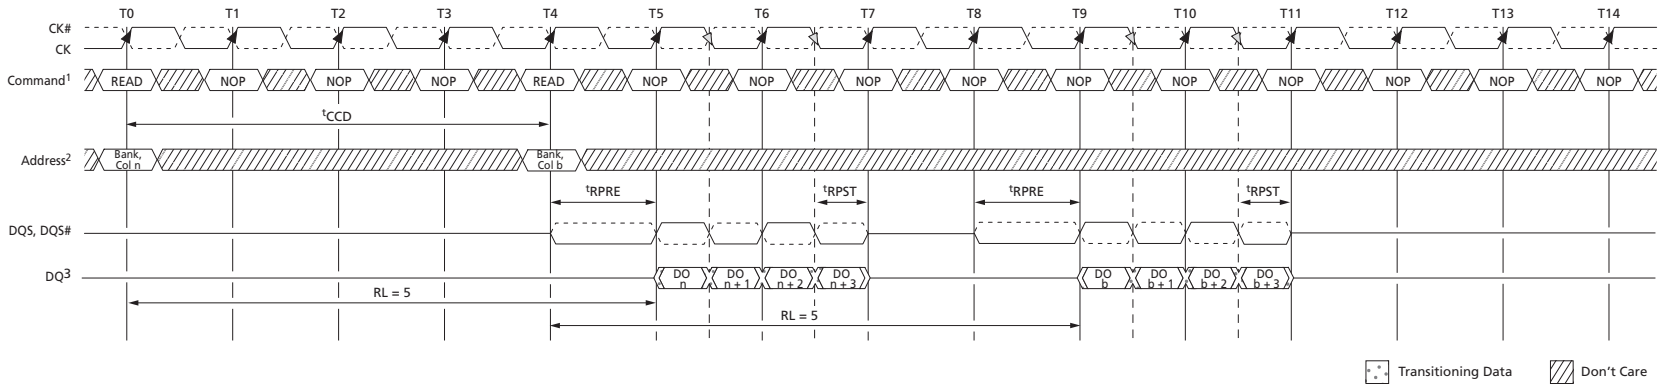 T0 T1 T2 T3 T4 T5 T6 T7 T8 T9 T10 T11 T12 T13 T14
CK#
CK
Command1 READ NOP NOP NOP READ NOP NOP NOP NOP NOP NOP NOP NOP NOP NOP
tCCD
Address2 Bank, Col n Bank, Col b
tRPRE tRPST tRPRE tRPST
DQS, DQS#
DQ3 DO n DO n + 1 DO n + 2 DO n + 3 DO b DO b + 1 DO b + 2 DO b + 3
RL = 5
RL = 5
Transitioning Data Don't Care